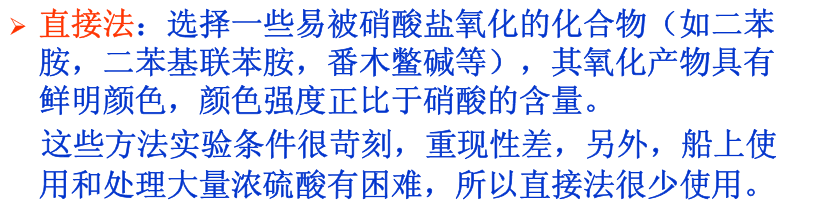 直接法：选择一些易被硝酸盐氧化的化合物（如二苯
胺，二苯基联苯胺，番木鳖碱等），其氧化产物具有
鲜明颜色，颜色强度正比于硝酸的含量。
这些方法实验条件很苛刻，重现性差，另外，船上使
用和处理大量浓硫酸有困难，所以直接法很少使用。